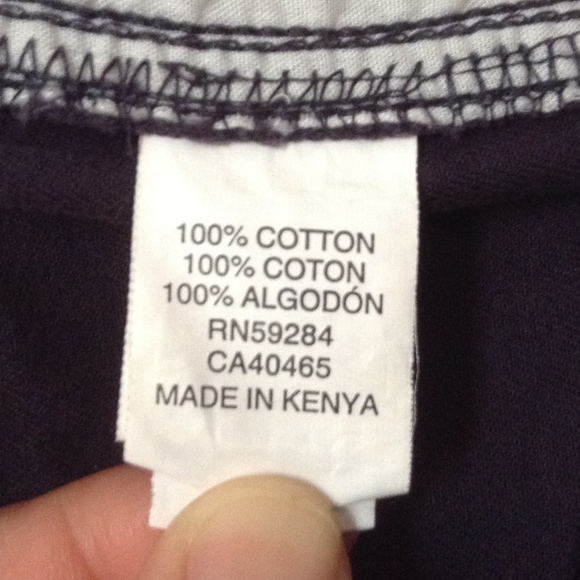 100% COTTON
100% COTON
100% ALGODÓN
RN59284
CA40465
MADE IN KENYA